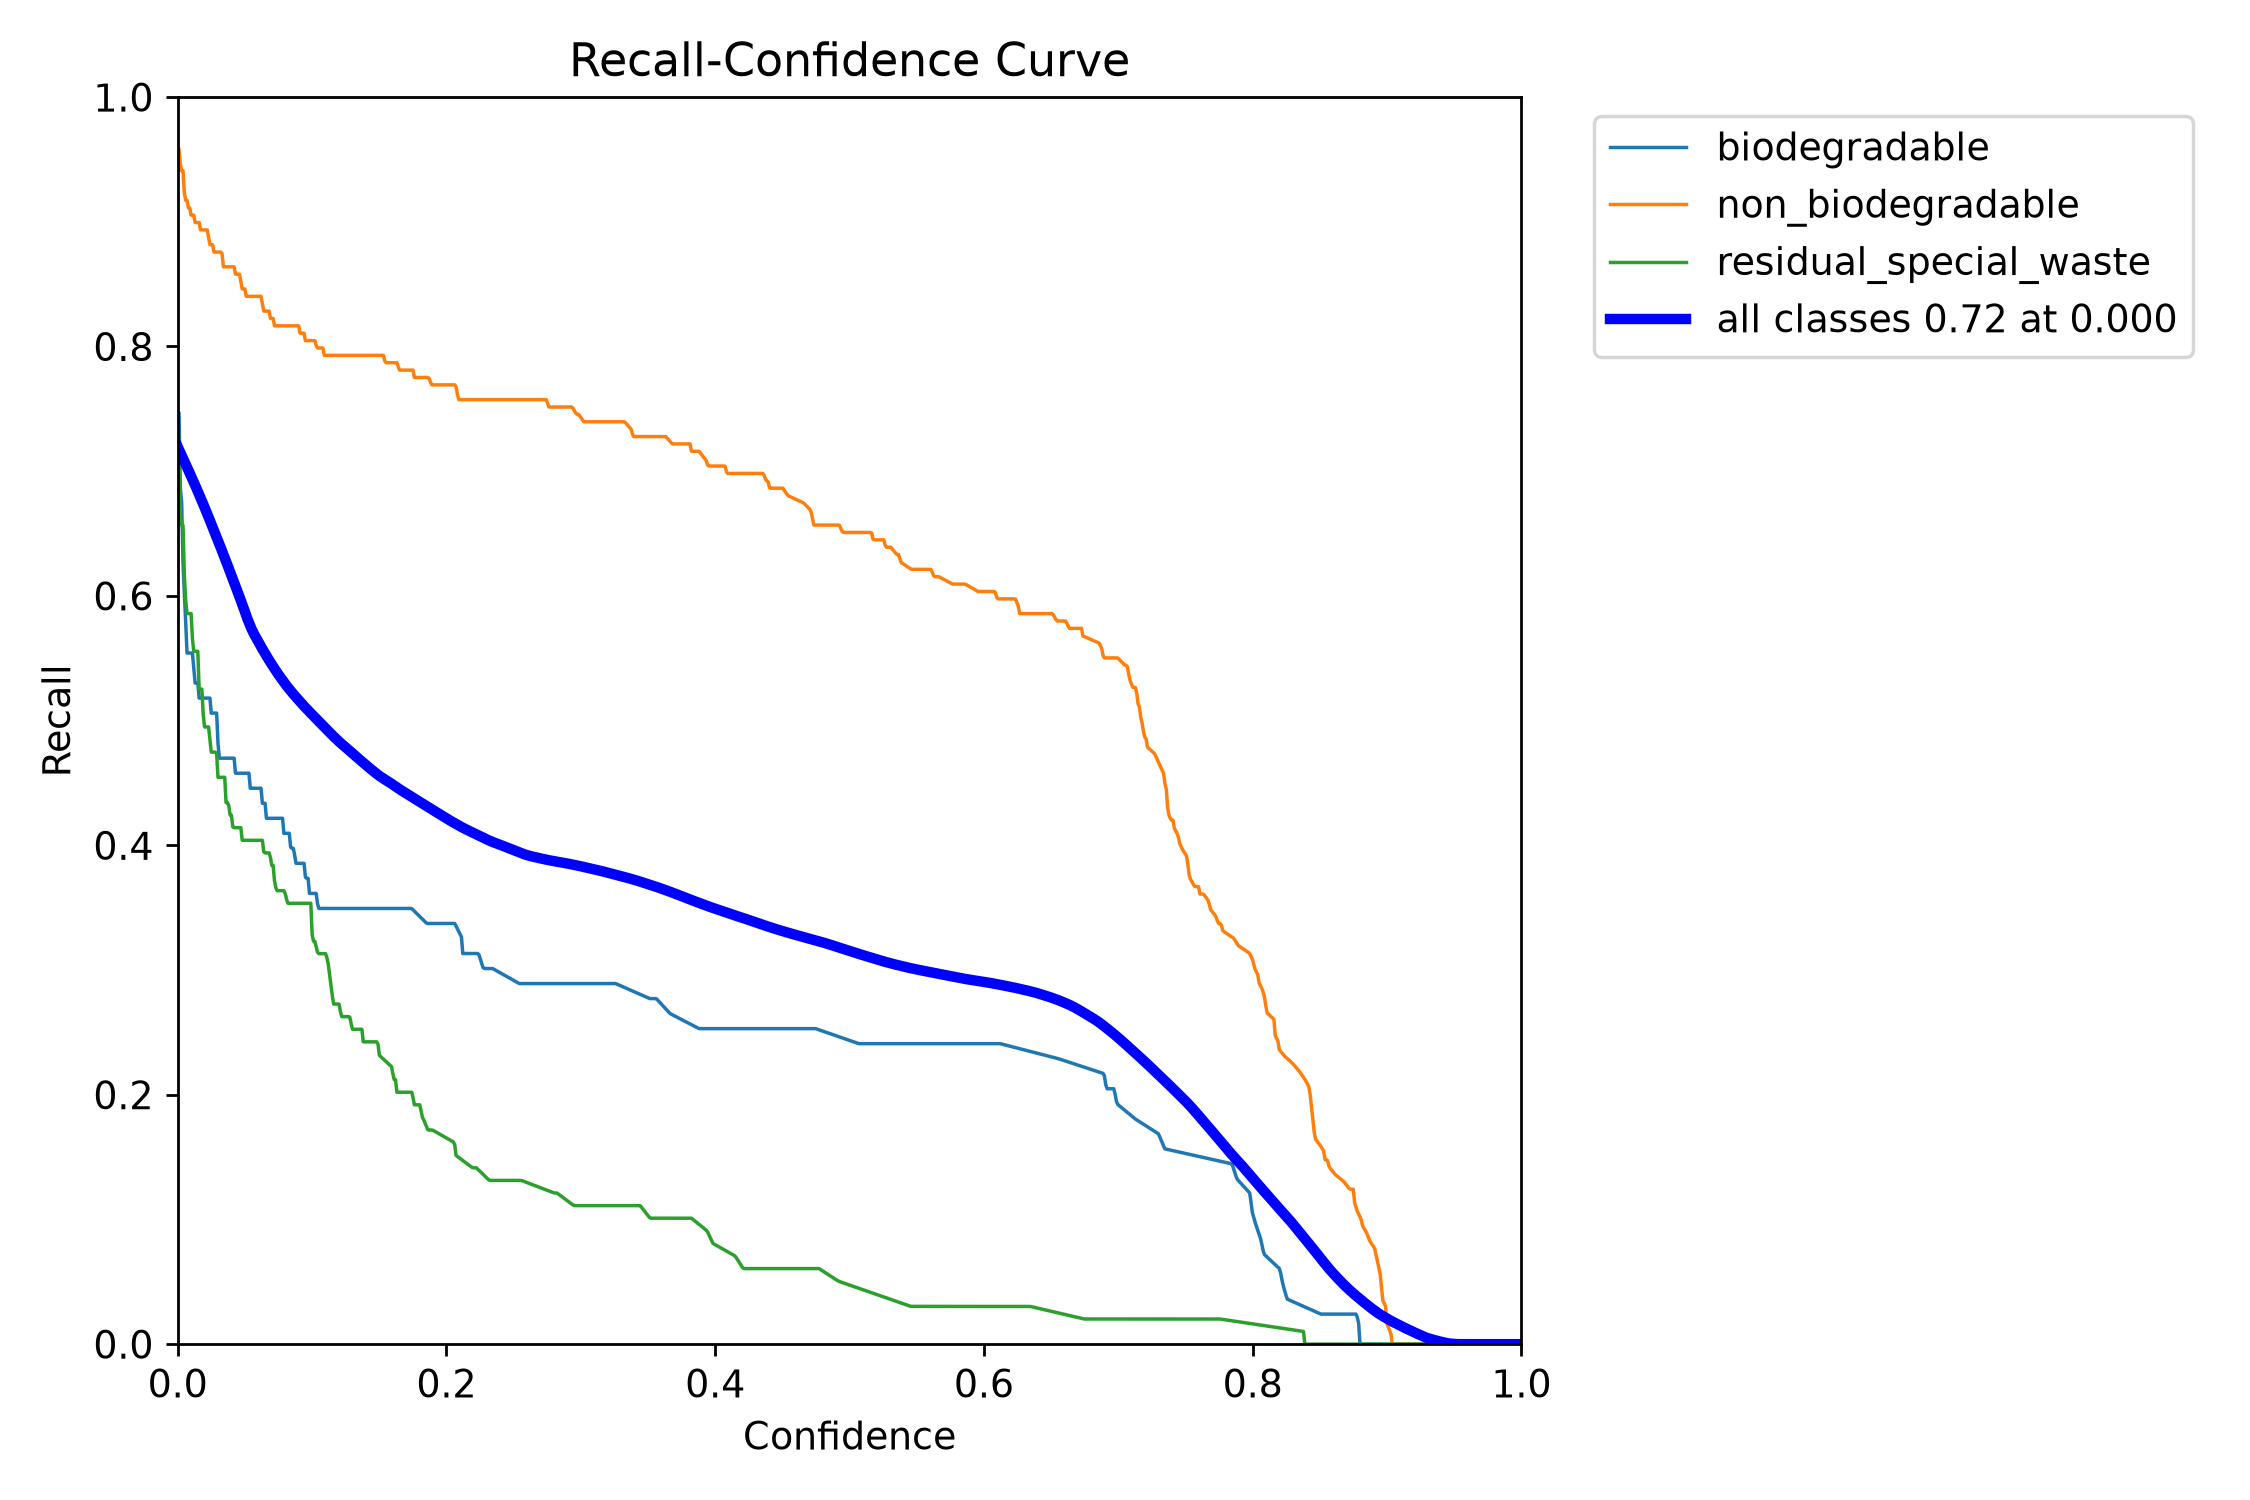 Recall-Confidence Curve
1.0
0.8
0.6
0.4
0.2
0.0
Recall
0.0 0.2 0.4 0.6 0.8 1.0
Confidence
biodegradable
non_biodegradable
residual_special_waste
all classes 0.72 at 0.000